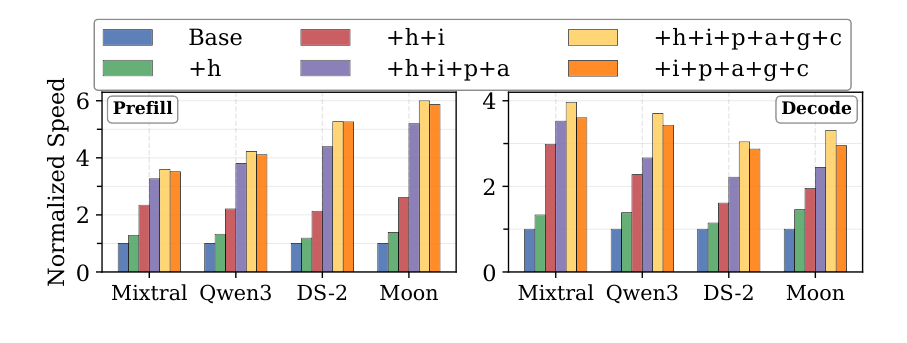 Base +h+i +h+i+p+a+g+c
+h +h+i+p+a +i+p+a+g+c
Normalized Speed
Prefill
6
4
2
0
Mixtral Qwen3 DS-2 Moon
Decode
4
2
0
Mixtral Qwen3 DS-2 Moon